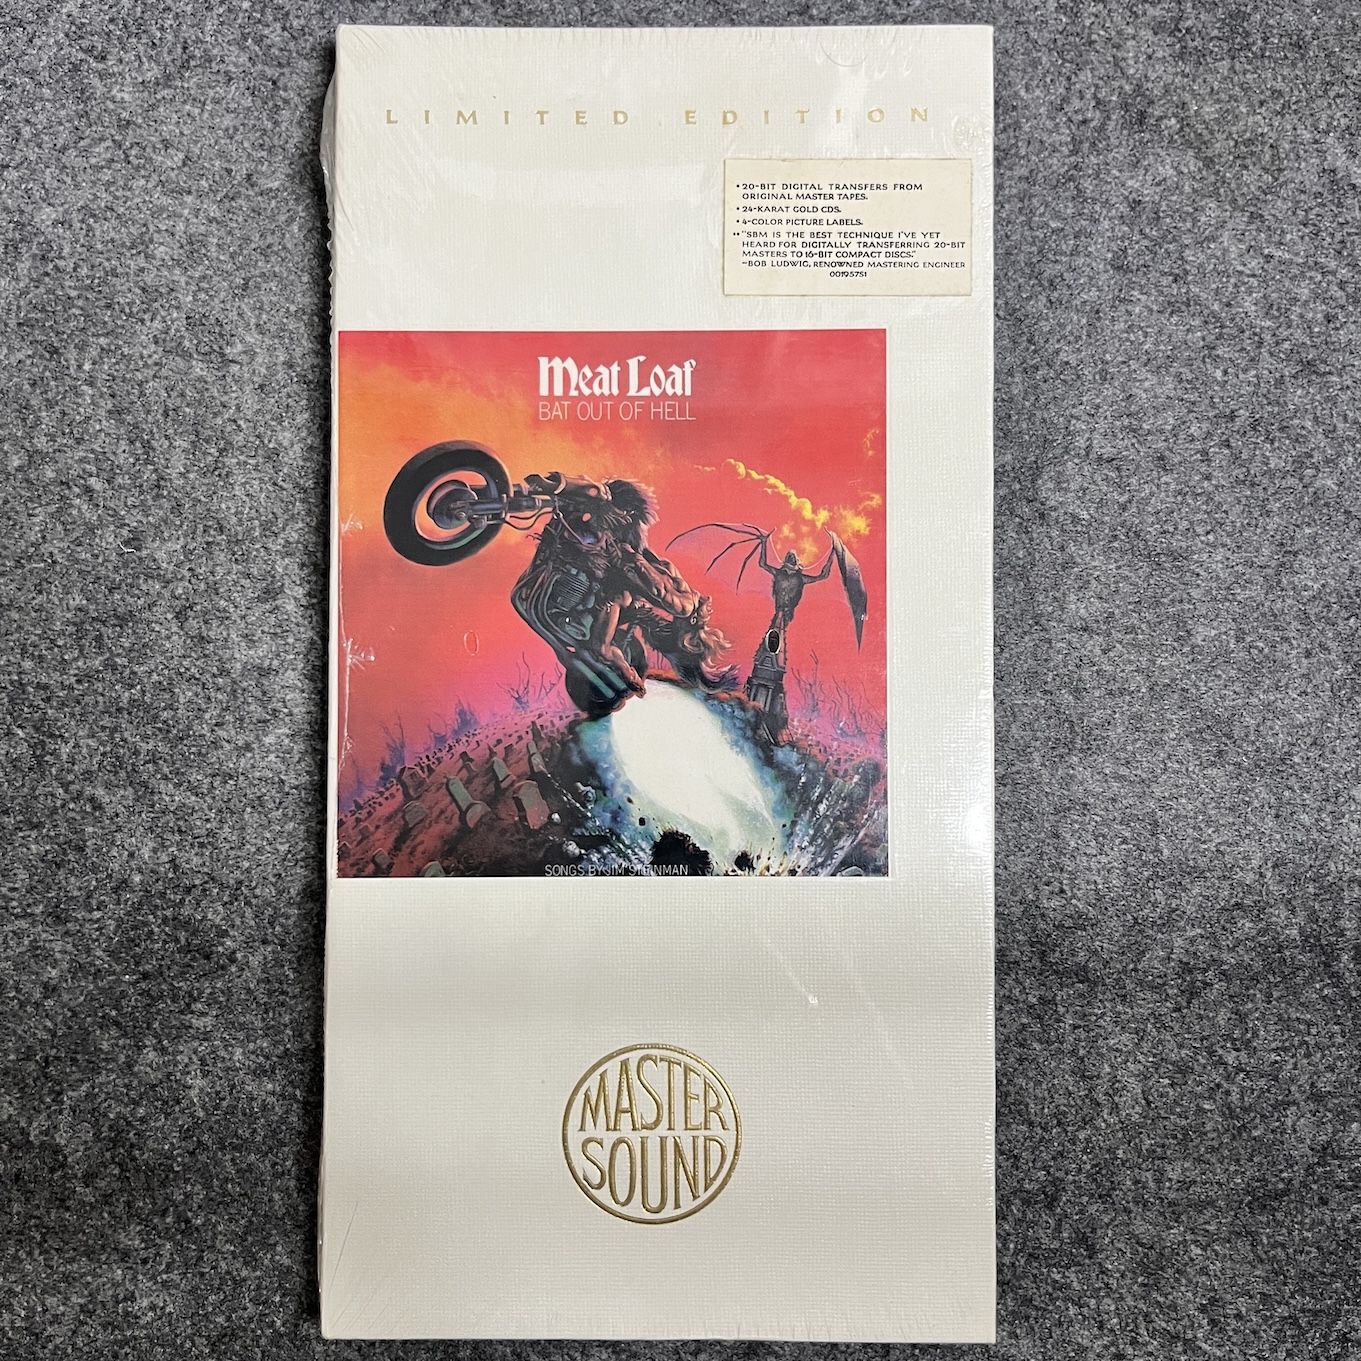 LIMITED EDITION
• 20-BIT DIGITAL TRANSFERS FROM
ORIGINAL MASTER TAPES.
• 24-KARAT GOLD CDS.
• 4-COLOR PICTURE LABELS.
•• "SBM IS THE BEST TECHNIQUE I'VE YET
HEARD FOR DIGITALLY TRANSFERRING 20-BIT
MASTERS TO 16-BIT COMPACT DISCS."
–BOB LUDWIG, RENOWNED MASTERING ENGINEER
00195751
Meat Loaf
BAT OUT OF HELL
SONGS BY JIM STEINMAN
MASTER
SOUND